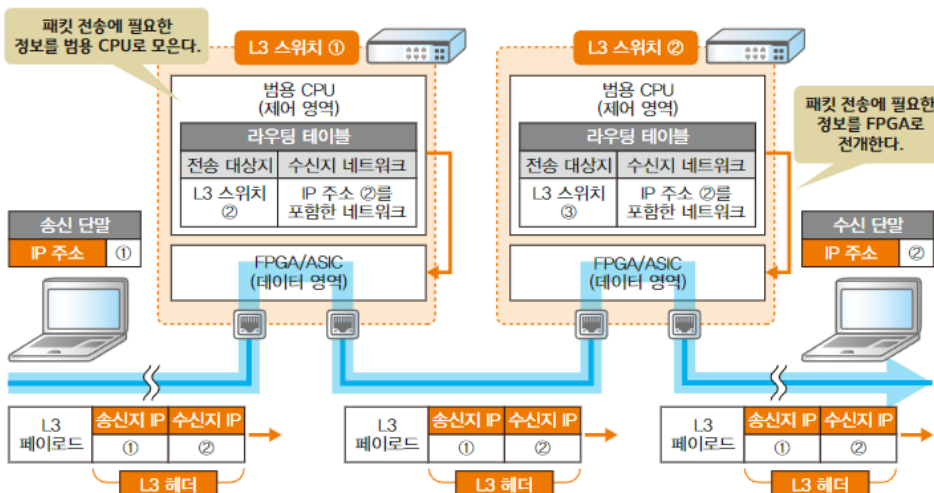 패킷 전송에 필요한
정보를 범용 CPU로 모은다.
L3 스위치 ①
범용 CPU
(제어 영역)
라우팅 테이블
전송 대상지 수신지 네트워크
L3 스위치
②
IP 주소 ②를
포함한 네트워크
FPGA/ASIC
(데이터 영역)
L3 스위치 ②
범용 CPU
(제어 영역)
라우팅 테이블
전송 대상지 수신지 네트워크
L3 스위치
③
IP 주소 ②를
포함한 네트워크
FPGA/ASIC
(데이터 영역)
패킷 전송에 필요한
정보를 FPGA로
전개한다.
송신 단말
IP 주소 ①
수신 단말
IP 주소 ②
L3
페이로드
송신지 IP 수신지 IP
① ②
L3 헤더
L3
페이로드
송신지 IP 수신지 IP
① ②
L3 헤더
L3
페이로드
송신지 IP 수신지 IP
① ②
L3 헤더